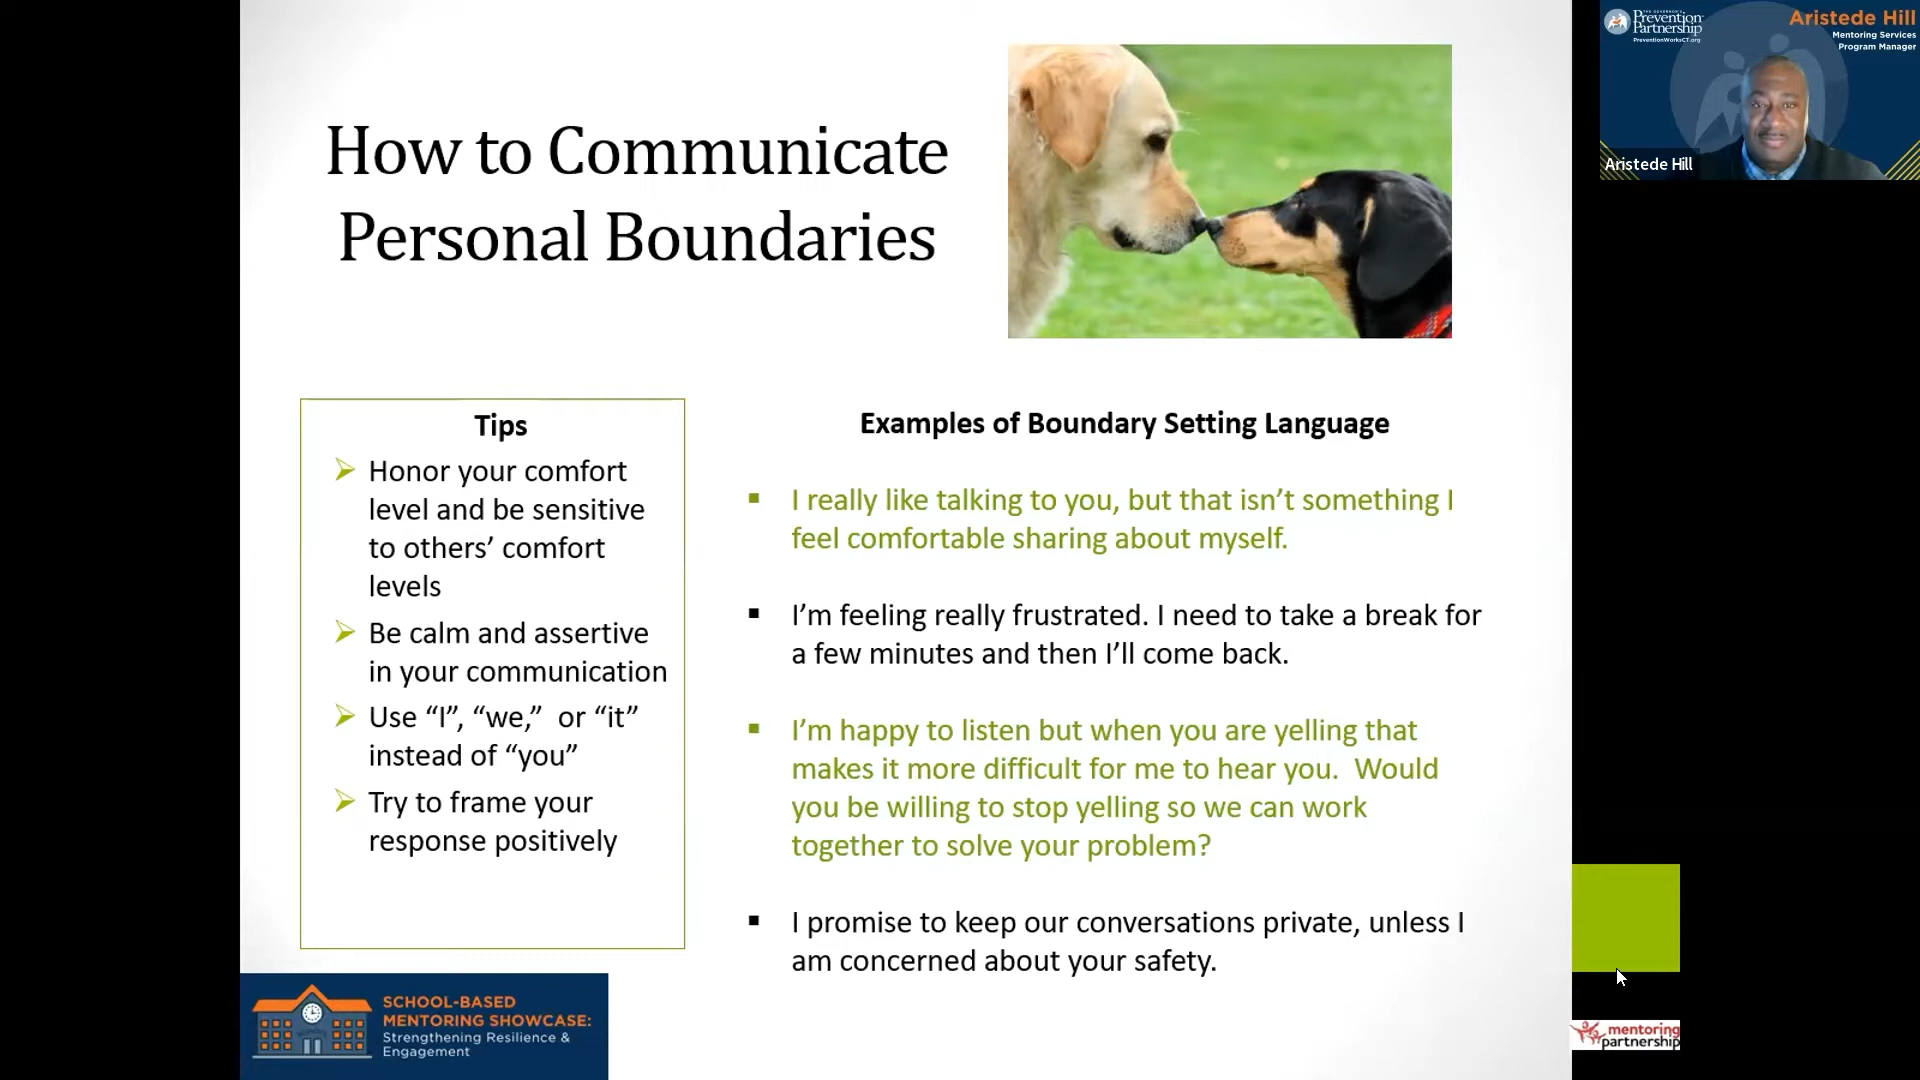 How to Communicate
Personal Boundaries
Tips
Honor your comfort
level and be sensitive
to others’ comfort
levels
Be calm and assertive
in your communication
Use “I”, “we,” or “it”
instead of “you”
Try to frame your
response positively
Examples of Boundary Setting Language
I really like talking to you, but that isn’t something I
feel comfortable sharing about myself.
I’m feeling really frustrated. I need to take a break for
a few minutes and then I’ll come back.
I’m happy to listen but when you are yelling that
makes it more difficult for me to hear you. Would
you be willing to stop yelling so we can work
together to solve your problem?
I promise to keep our conversations private, unless I
am concerned about your safety.
SCHOOL-BASED
MENTORING SHOWCASE:
Strengthening Resilience &
Engagement
THE GOVERNOR'S
Prevention
Partnership
PreventionWorksCT.org
Aristede Hill
Mentoring Services
Program Manager
Aristede Hill
mentoring
partnership